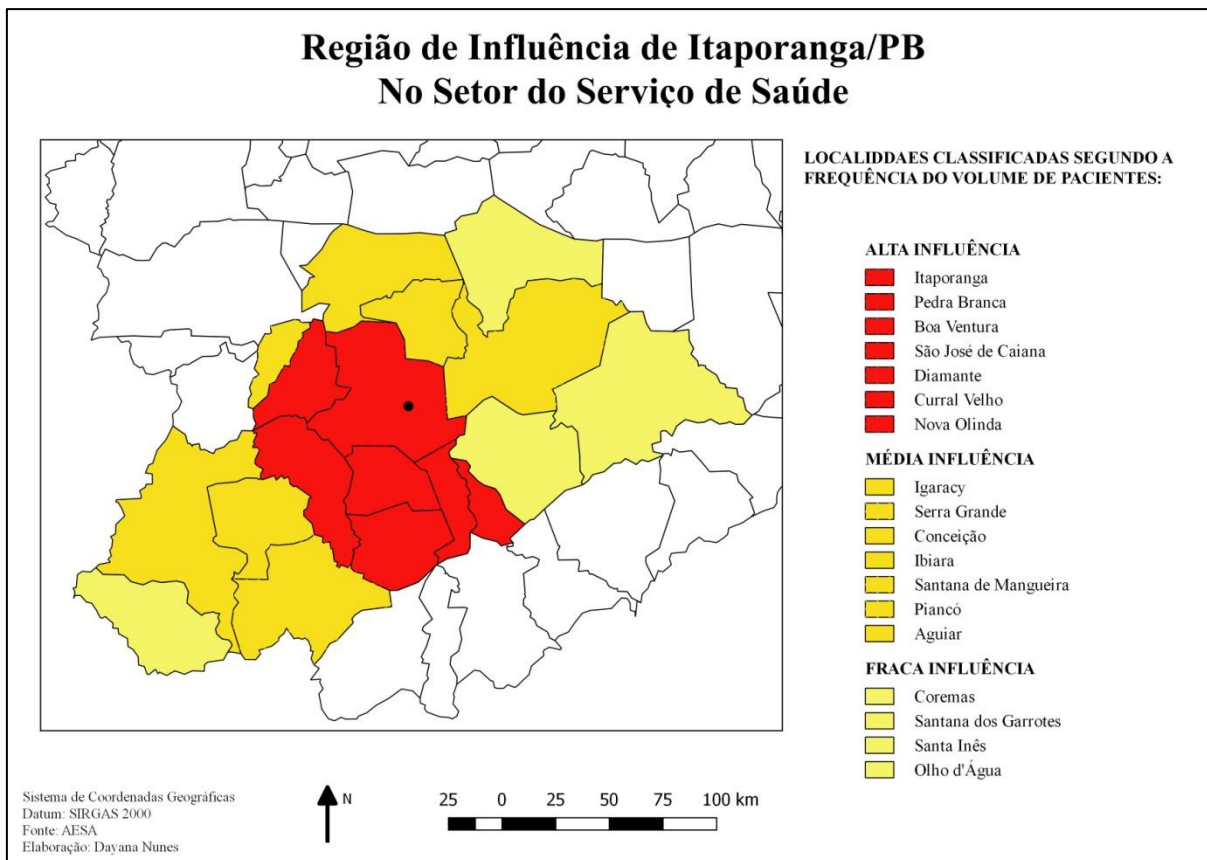 Região de Influência de Itaporanga/PB
No Setor do Serviço de Saúde
LOCALIDDAES CLASSIFICADAS SEGUNDO A
FREQUÊNCIA DO VOLUME DE PACIENTES:
ALTA INFLUÊNCIA
Itaporanga
Pedra Branca
Boa Ventura
São José de Caiana
Diamante
Curral Velho
Nova Olinda
MÉDIA INFLUÊNCIA
Igaracy
Serra Grande
Conceição
Ibiara
Santana de Mangueira
Piancó
Aguiar
FRACA INFLUÊNCIA
Coremas
Santana dos Garrotes
Santa Inês
Olho d'Água
Sistema de Coordenadas Geográficas
Datum: SIRGAS 2000
Fonte: AESA
Elaboração: Dayana Nunes
N
25 0 25 50 75 100 km